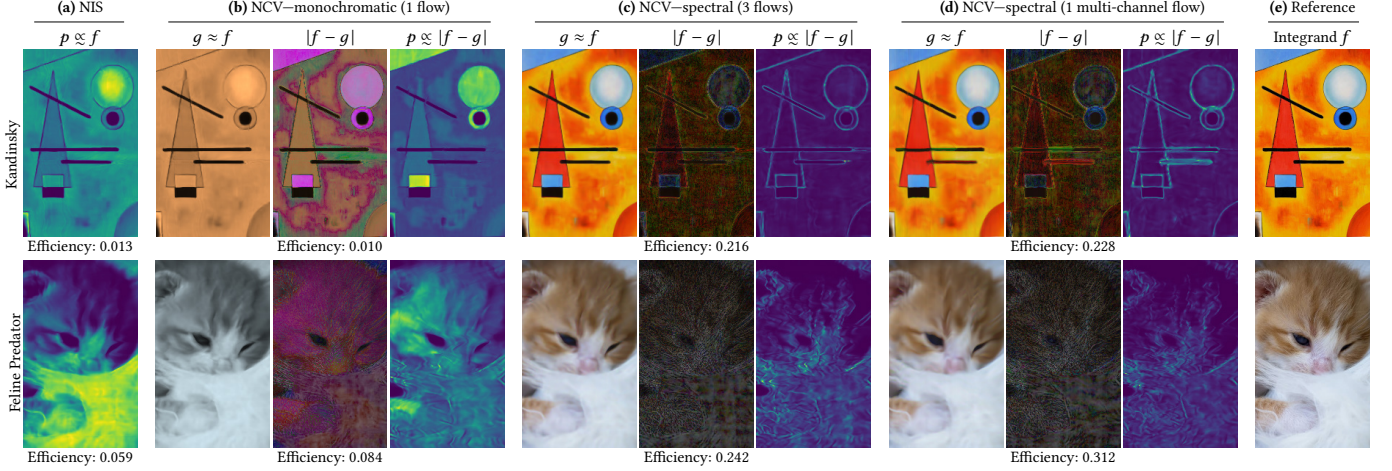 (a) NIS (b) NCV—monochromatic (1 flow) (c) NCV—spectral (3 flows) (d) NCV—spectral (1 multi-channel flow) (e) Reference
p ⪅ f g ≈ f |f − g| p ⪅ |f − g| g ≈ f |f − g| p ⪅ |f − g| g ≈ f |f − g| p ⪅ |f − g| Integrand f
Kandinsky
Efficiency: 0.013 Efficiency: 0.010 Efficiency: 0.216 Efficiency: 0.228
Feline Predator
Efficiency: 0.059 Efficiency: 0.084 Efficiency: 0.242 Efficiency: 0.312